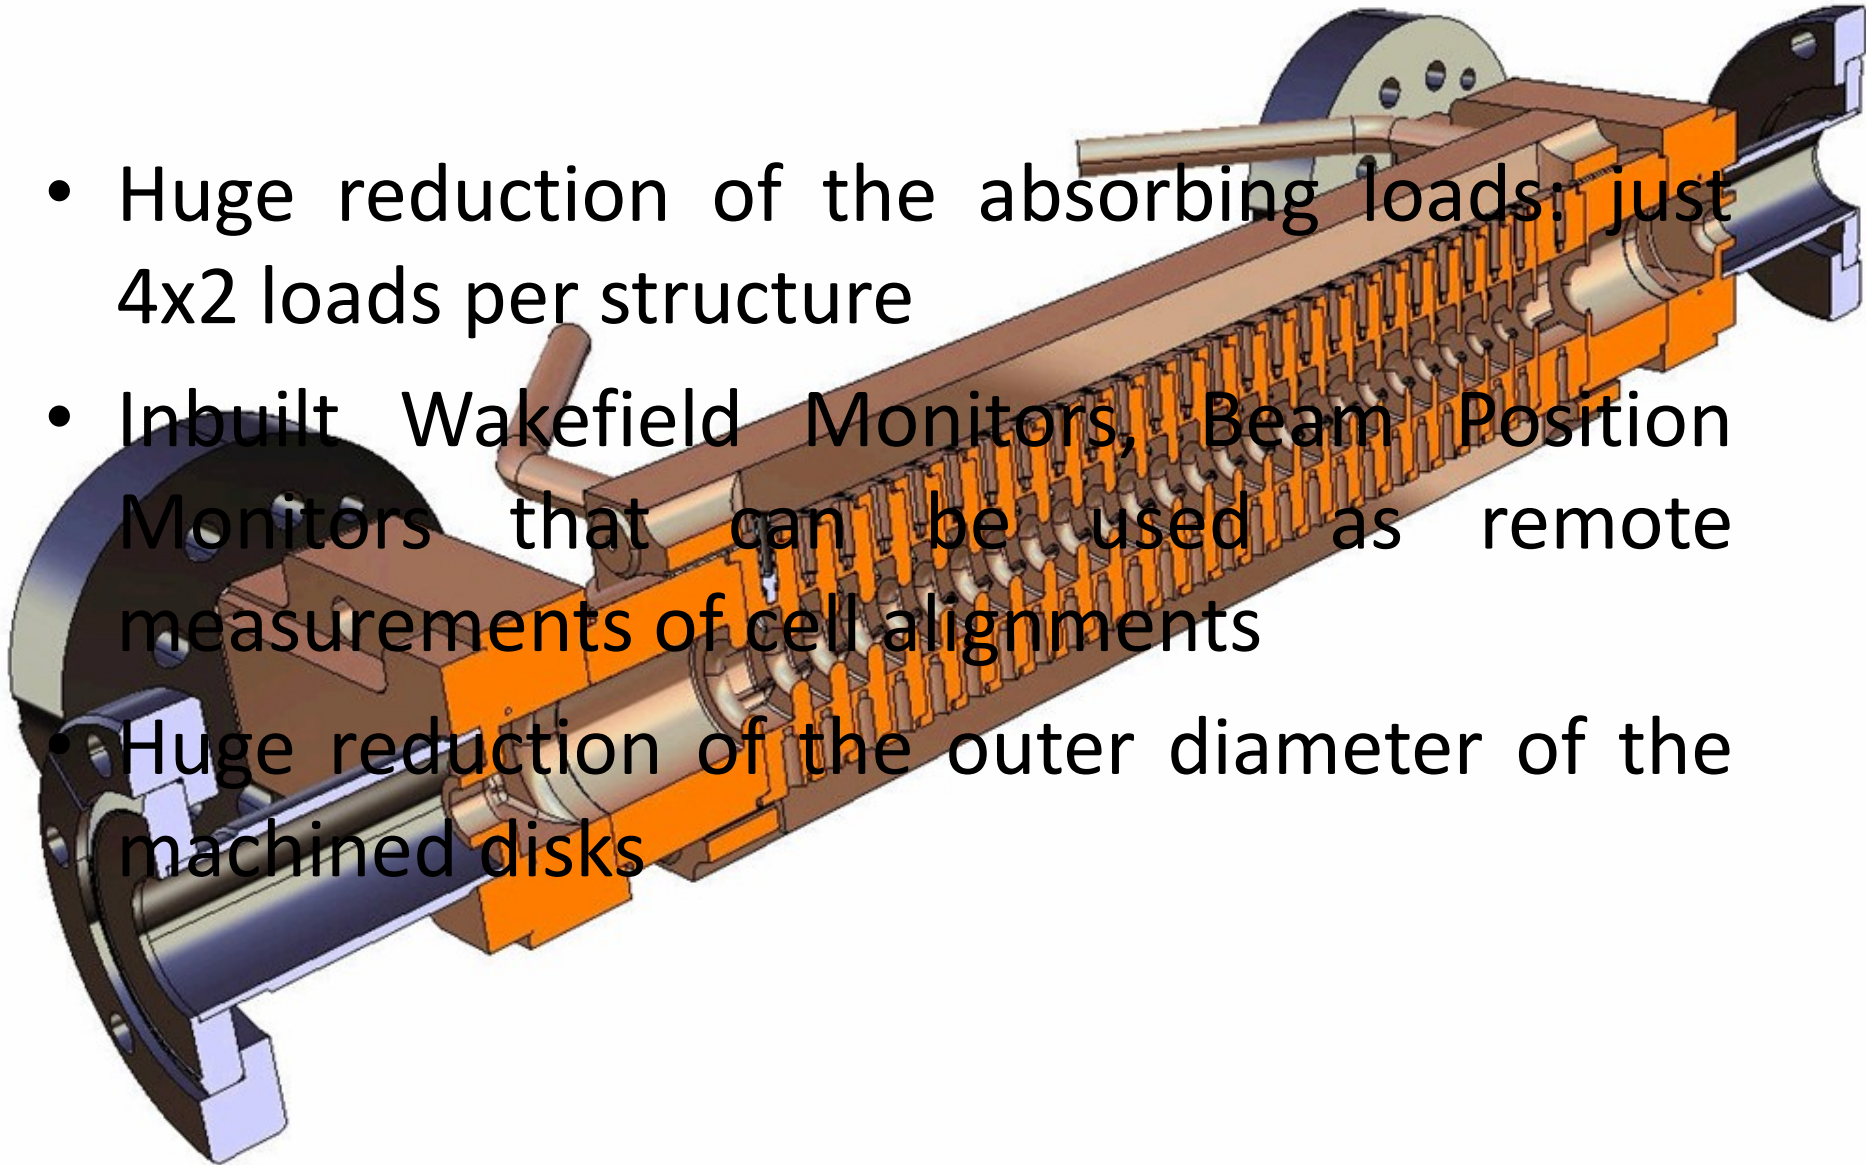 • Huge reduction of the absorbing loads: just
4x2 loads per structure
• Inbuilt Wakefield Monitors, Beam Position
Monitors that can be used as remote
measurements of cell alignments
• Huge reduction of the outer diameter of the
machined disks